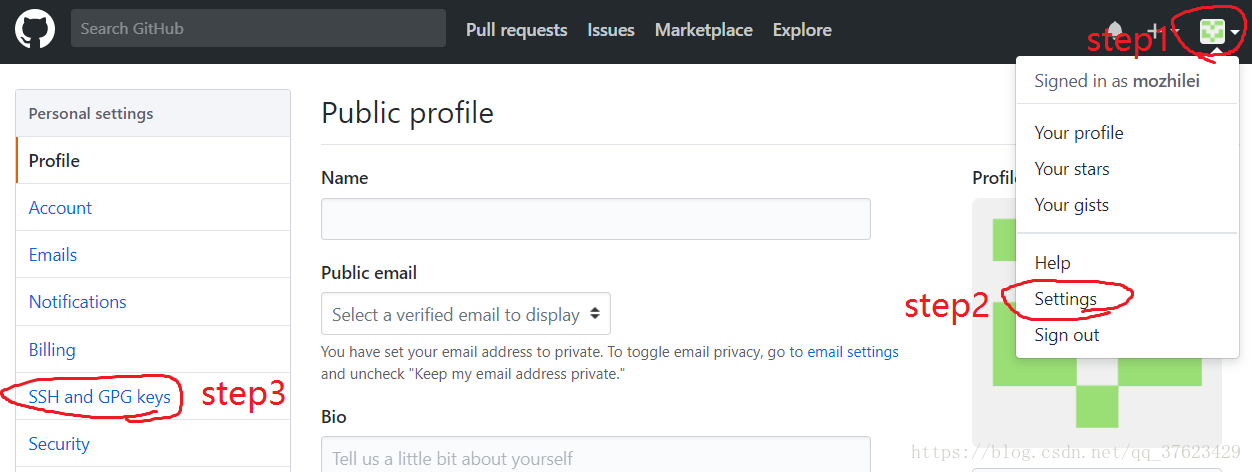 Search GitHub
Pull requests
Issues
Marketplace
Explore
step1
Signed in as mozhilei
Your profile
Your stars
Your gists
Help
Settings
Sign out
step2
Personal settings
Profile
Account
Emails
Notifications
Billing
SSH and GPG keys
Security
step3
Public profile
Name
Profil
Public email
Select a verified email to display
You have set your email address to private. To toggle email privacy, go to email settings
and uncheck "Keep my email address private."
Bio
Tell us a little bit about yourself
https://blog.csdn.net/qq_37623429